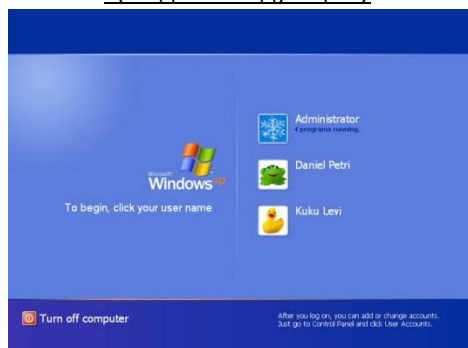 Administrator
4 programs running.
Daniel Petri
Microsoft
Windows xp
To begin, click your user name
Kuku Levi
Turn off computer
After you log on, you can add or change accounts.
Just go to Control Panel and click User Accounts.